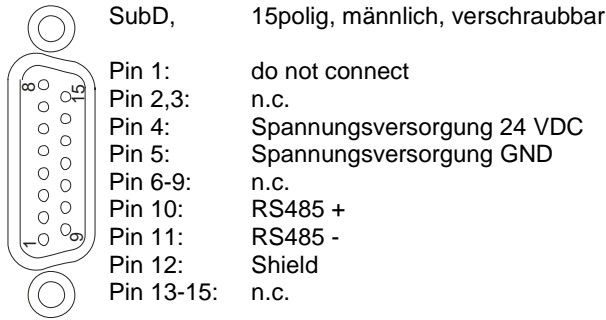 SubD, 15polig, männlich, verschraubbar
Pin 1: do not connect
Pin 2,3: n.c.
Pin 4: Spannungsversorgung 24 VDC
Pin 5: Spannungsversorgung GND
Pin 6-9: n.c.
Pin 10: RS485 +
Pin 11: RS485 -
Pin 12: Shield
Pin 13-15: n.c.
8
15
1
9